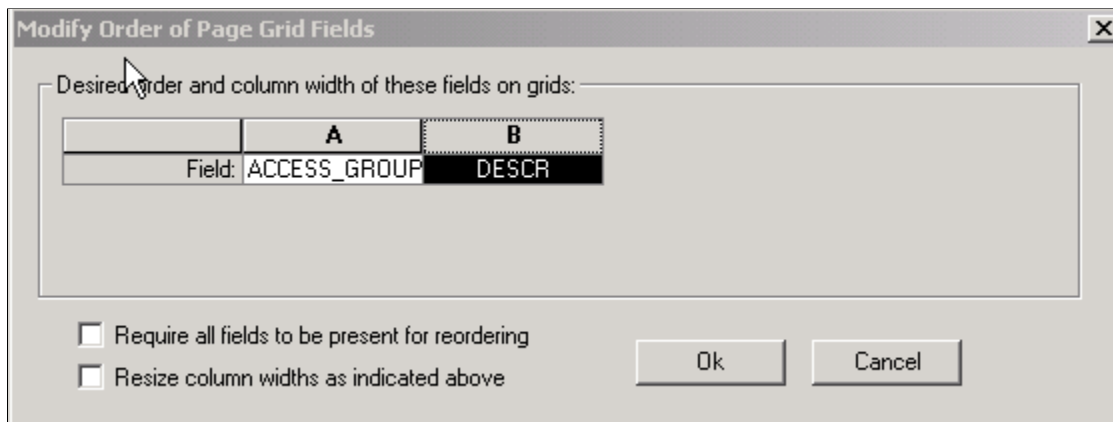 Modify Order of Page Grid Fields
Desired order and column width of these fields on grids:
A B
Field: ACCESS_GROUP DESCR
Require all fields to be present for reordering
Resize column widths as indicated above
Ok Cancel